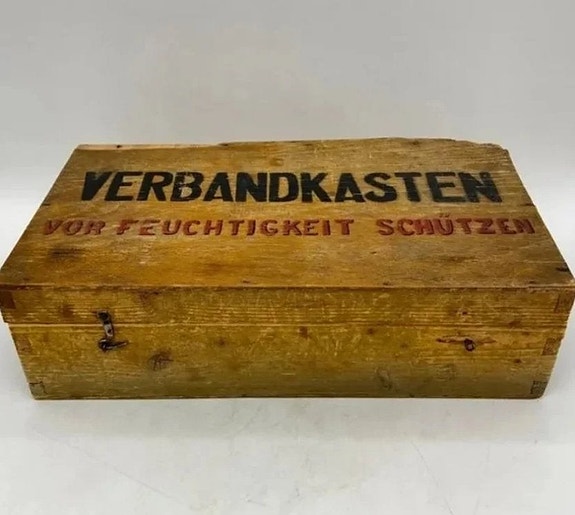 VERBANDKASTEN
VOR FEUCHTIGKEIT SCHÜTZEN